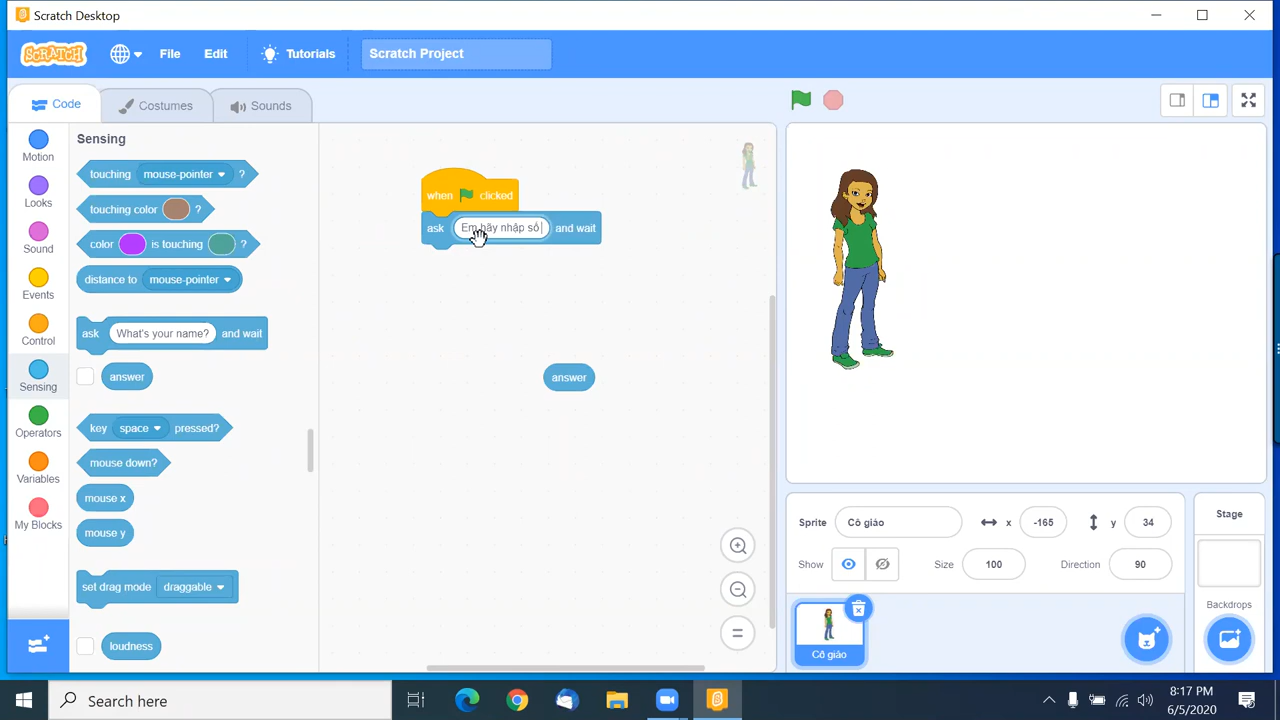 Scratch Desktop
SCRATCH
File
Edit
Tutorials
Scratch Project
Code
Costumes
Sounds
Motion
Looks
Sound
Events
Control
Sensing
Operators
Variables
My Blocks
Sensing
touching mouse-pointer ?
touching color ?
color is touching ?
distance to mouse-pointer
ask What's your name? and wait
answer
key space pressed?
mouse down?
mouse x
mouse y
set drag mode draggable
loudness
when clicked
ask Em hãy nhập số and wait
answer
Sprite Cô giáo x -165 y 34
Show Size 100 Direction 90
Cô giáo
Stage
Backdrops
Search here
8:17 PM
6/5/2020